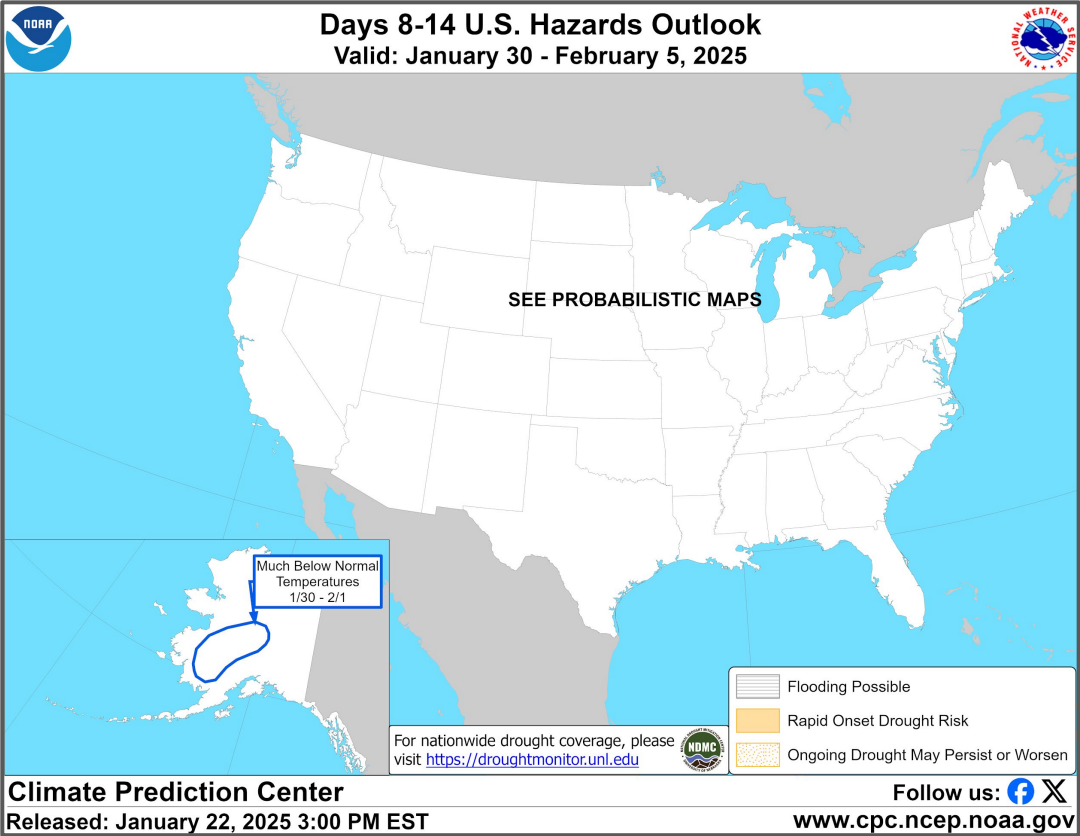 NOAA
Days 8-14 U.S. Hazards Outlook
Valid: January 30 - February 5, 2025
NATIONAL WEATHER SERVICE
SEE PROBABILISTIC MAPS
Much Below Normal
Temperatures
1/30 - 2/1
Flooding Possible
Rapid Onset Drought Risk
Ongoing Drought May Persist or Worsen
For nationwide drought coverage, please
visit https://droughtmonitor.unl.edu
NDMC
Climate Prediction Center
Released: January 22, 2025 3:00 PM EST
Follow us:
www.cpc.ncep.noaa.gov